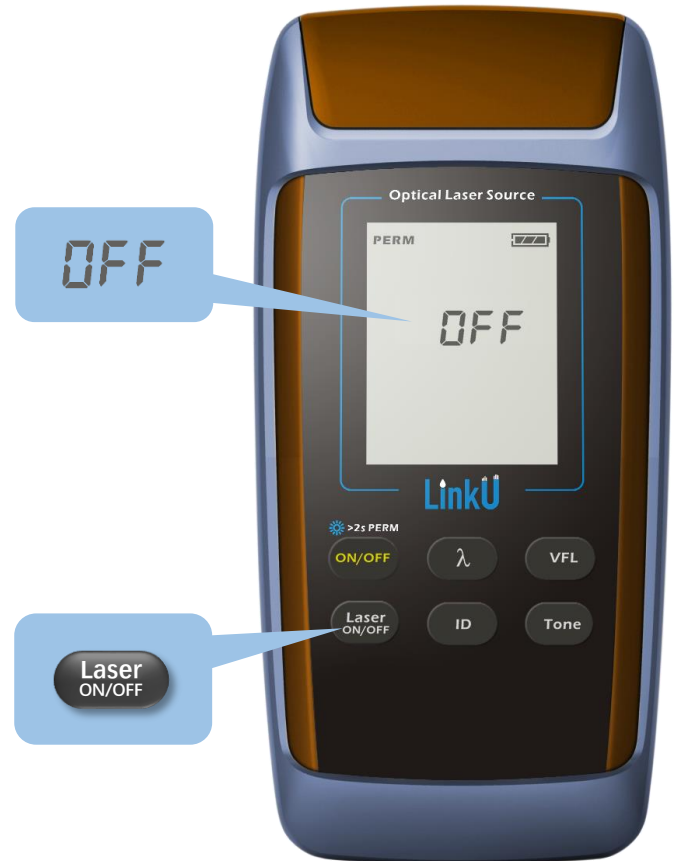 Optical Laser Source
PERM
OFF
OFF
LinkU
>2s PERM
ON/OFF
λ
VFL
Laser
ON/OFF
ID
Tone
Laser
ON/OFF